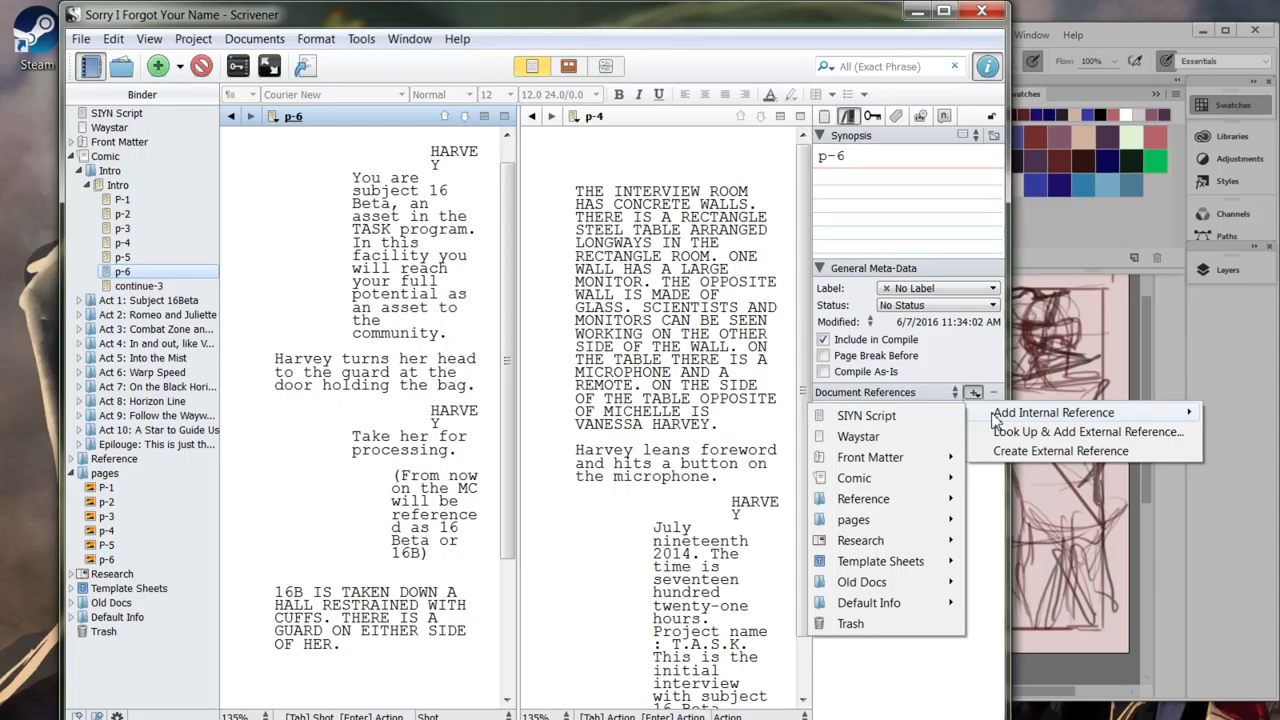 Steam
Sorry I Forgot Your Name - Scrivener
File Edit View Project Documents Format Tools Window Help
All (Exact Phrase)
Binder
Courier New Normal 12 12.0 24.0/0.0 B I U A
SIYN Script
Waystar
Front Matter
Comic
Intro
Intro
P-1
p-2
p-3
p-4
p-5
p-6
continue-3
Act 1: Subject 16Beta
Act 2: Romeo and Juliette
Act 3: Combat Zone an...
Act 4: In and out, like V...
Act 5: Into the Mist
Act 6: Warp Speed
Act 7: On the Black Hori...
Act 8: Horizon Line
Act 9: Follow the Wayw...
Act 10: A Star to Guide Us
Epilouge: This is just th...
Reference
pages
P-1
p-2
p-3
p-4
P-5
p-6
Research
Template Sheets
Old Docs
Default Info
Trash
p-6
HARVE
Y
You are
subject 16
Beta, an
asset in the
TASK program.
In this
facility you
will reach
your full
potential as
an asset to
the
community.
Harvey turns her head
to the guard at the
door holding the bag.
HARVE
Y
Take her for
processing.
(From now
on the MC
will be
reference
d as 16
Beta or
16B)
16B IS TAKEN DOWN A
HALL RESTRAINED WITH
CUFFS. THERE IS A
GUARD ON EITHER SIDE
OF HER.
135% [Tab] Shot, [Enter] Action Shot
p-4
THE INTERVIEW ROOM
HAS CONCRETE WALLS.
THERE IS A RECTANGLE
STEEL TABLE ARRANGED
LONGWAYS IN THE
RECTANGLE ROOM. ONE
WALL HAS A LARGE
MONITOR. THE OPPOSITE
WALL IS MADE OF
GLASS. SCIENTISTS AND
MONITORS CAN BE SEEN
WORKING ON THE OTHER
SIDE OF THE WALL. ON
THE TABLE THERE IS A
MICROPHONE AND A
REMOTE. ON THE SIDE
OF THE TABLE OPPOSITE
OF MICHELLE IS
VANESSA HARVEY.
Harvey leans foreword
and hits a button on
the microphone.
HARVE
Y
July
nineteenth
2014. The
time is
seventeen
hundred
twenty-one
hours.
Project name
: T.A.S.K.
This is the
initial
interview
with subject
16 Beta.
135% [Tab] Action, [Enter] Action Action
Synopsis
p-6
General Meta-Data
Label: No Label
Status: No Status
Modified: 6/7/2016 11:34:02 AM
Include in Compile
Page Break Before
Compile As-Is
Document References
SIYN Script
Waystar
Front Matter
Comic
Reference
pages
Research
Template Sheets
Old Docs
Default Info
Trash
Add Internal Reference
Look Up & Add External Reference...
Create External Reference
Window Help
Flow: 100% Essentials
Swatches
Libraries
Adjustments
Styles
Channels
Paths
Layers